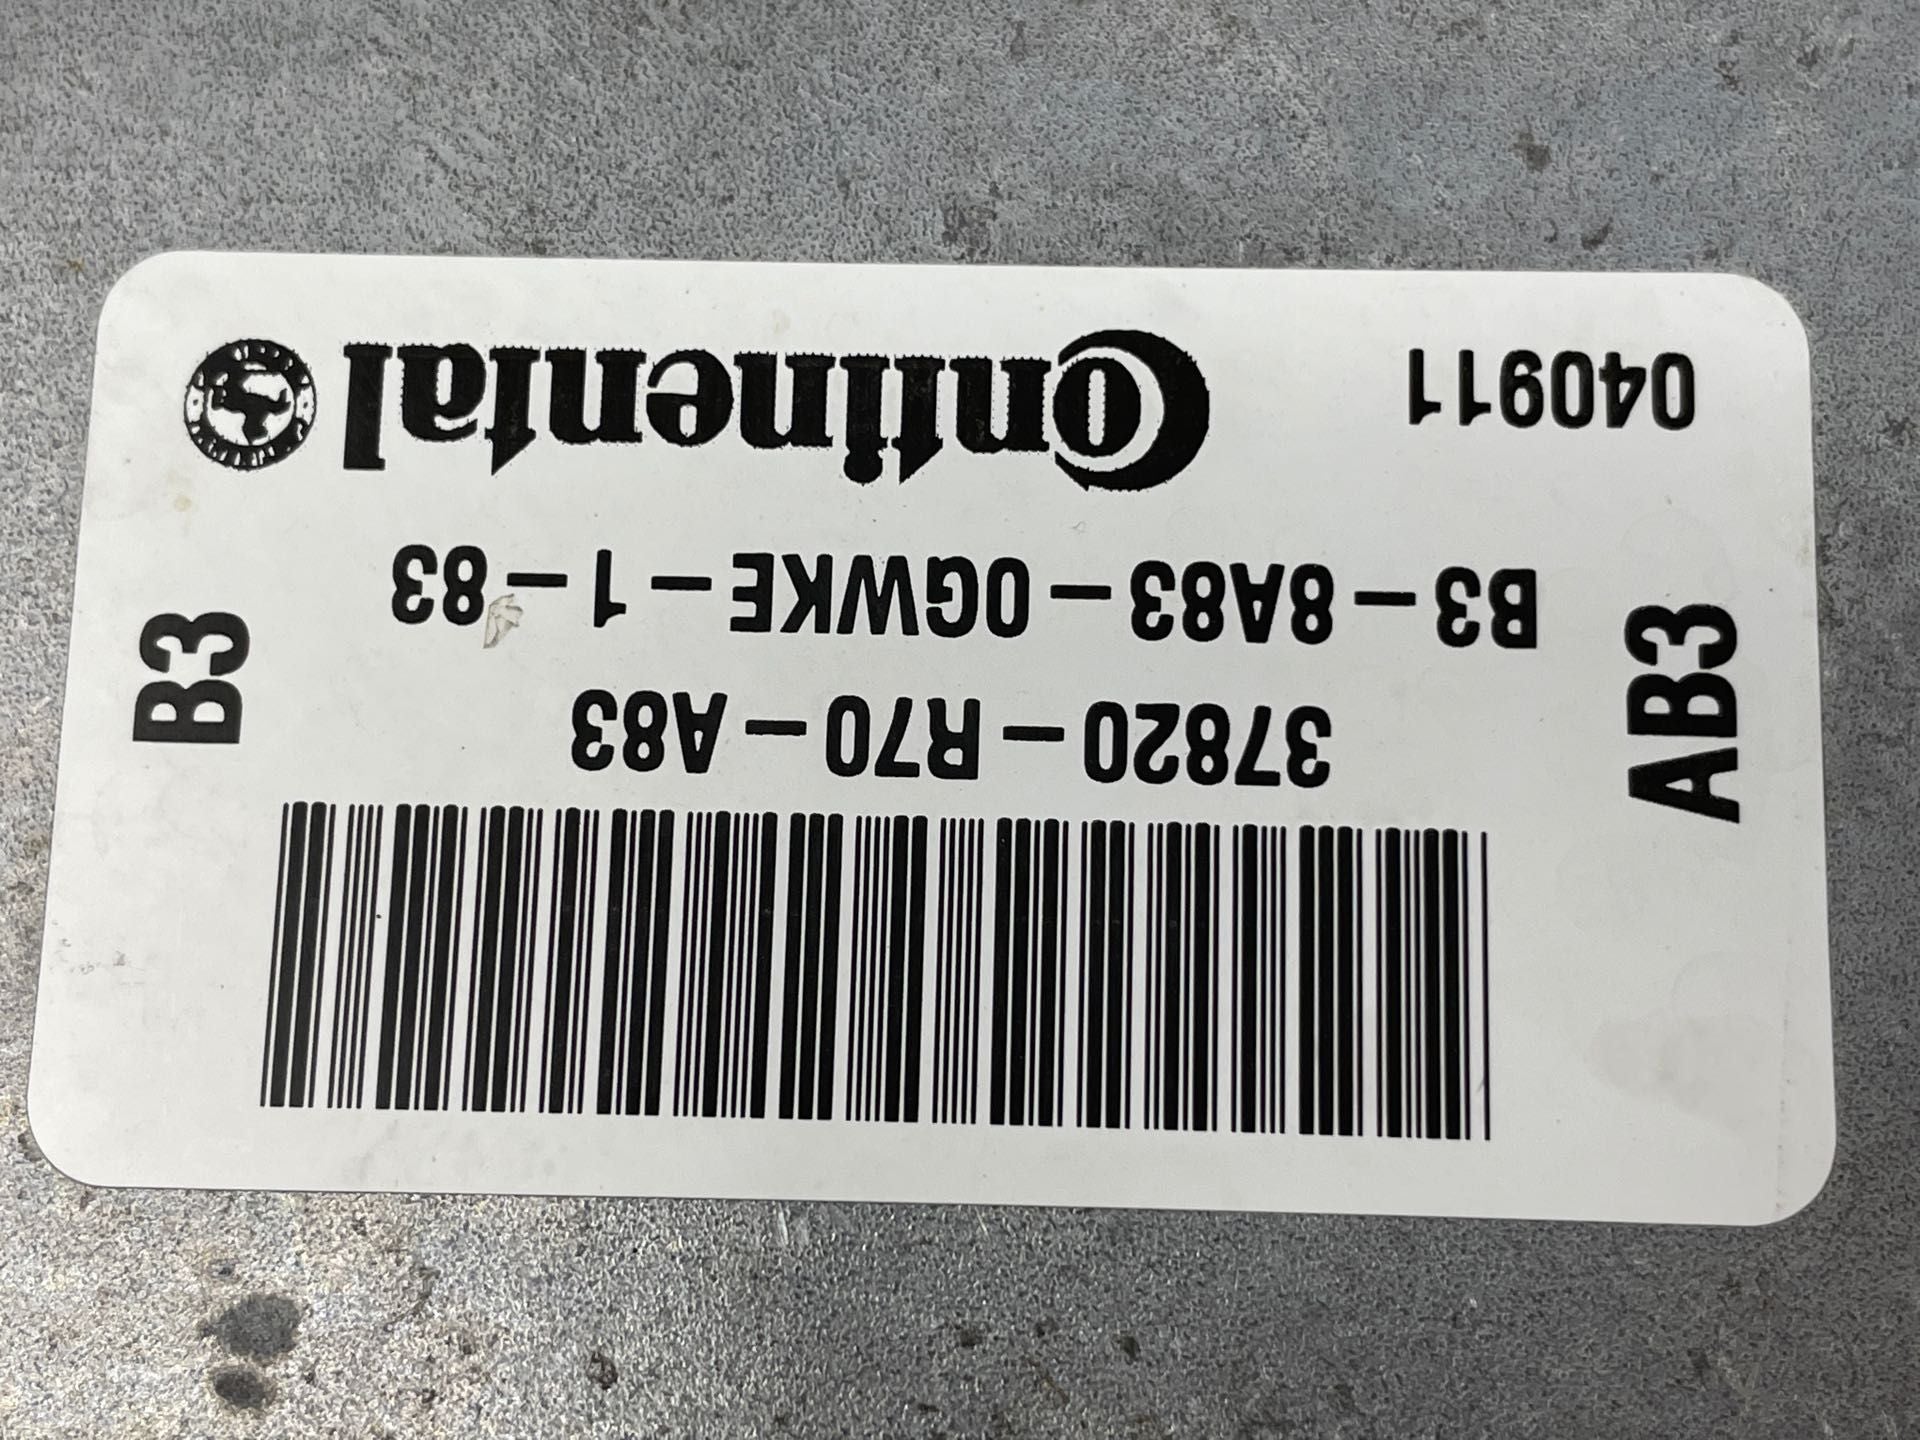 37820-R70-A83
B3-8A83-0GWKE-1-83
040911 Continental
AB3
B3